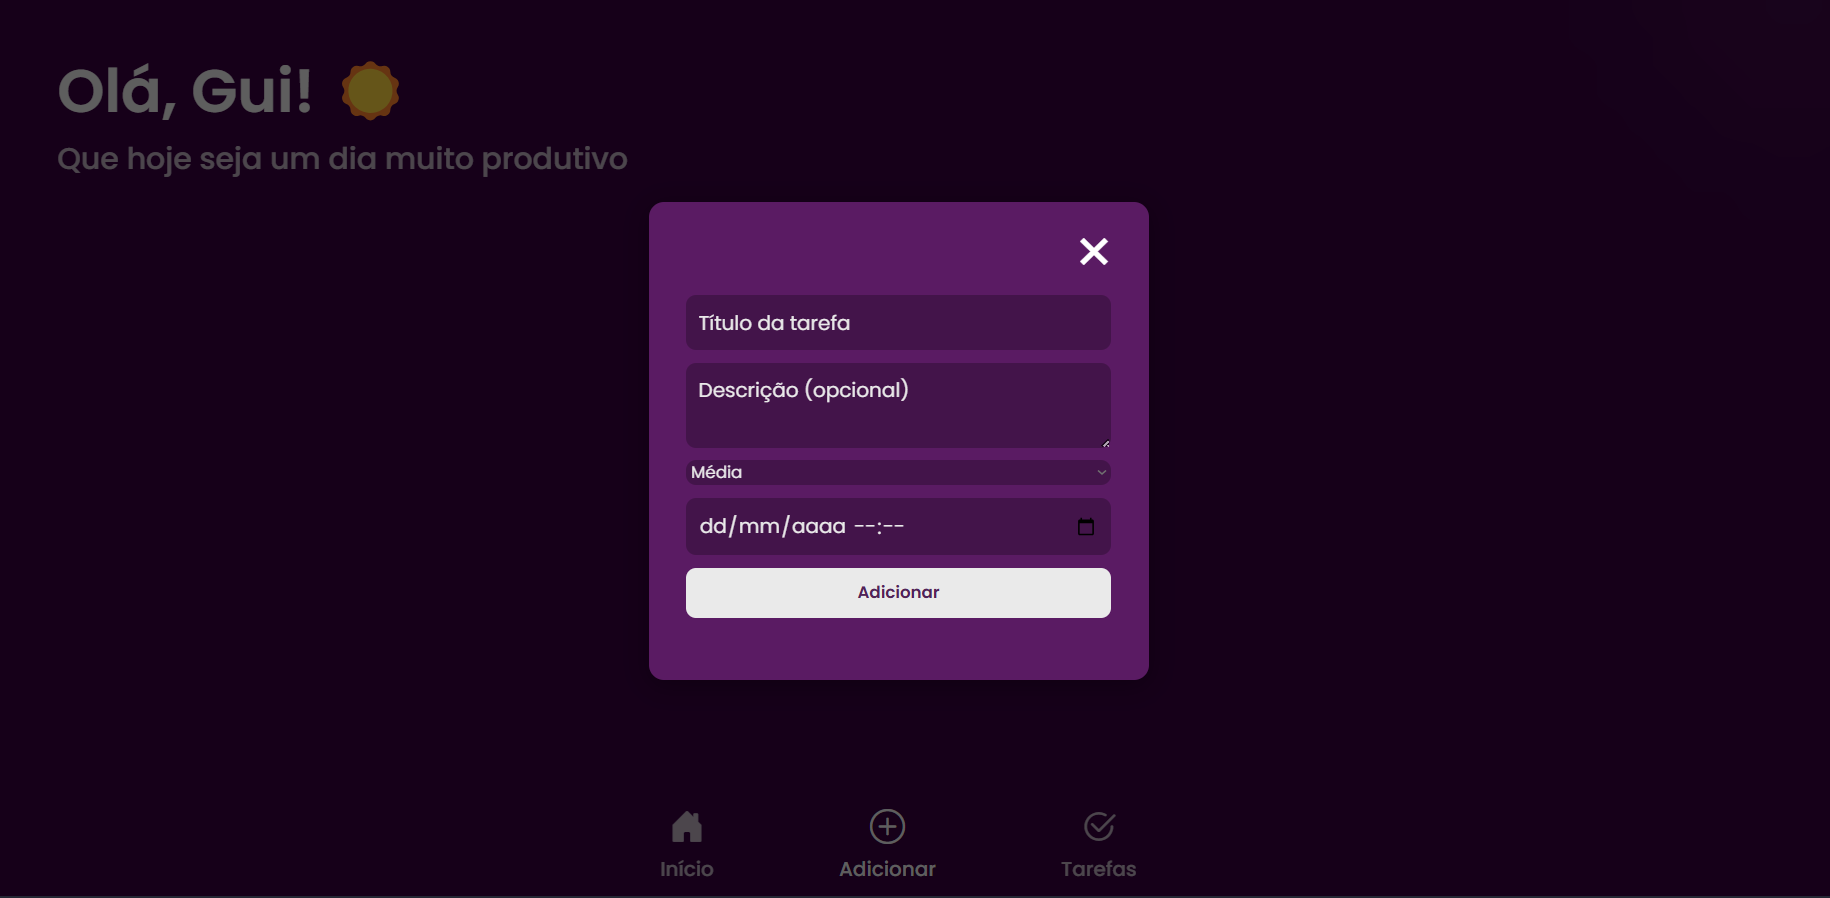 Olá, Gui!
Que hoje seja um dia muito produtivo
Título da tarefa
Descrição (opcional)
Média
dd/mm/aaaa --:--
Adicionar
Início
Adicionar
Tarefas